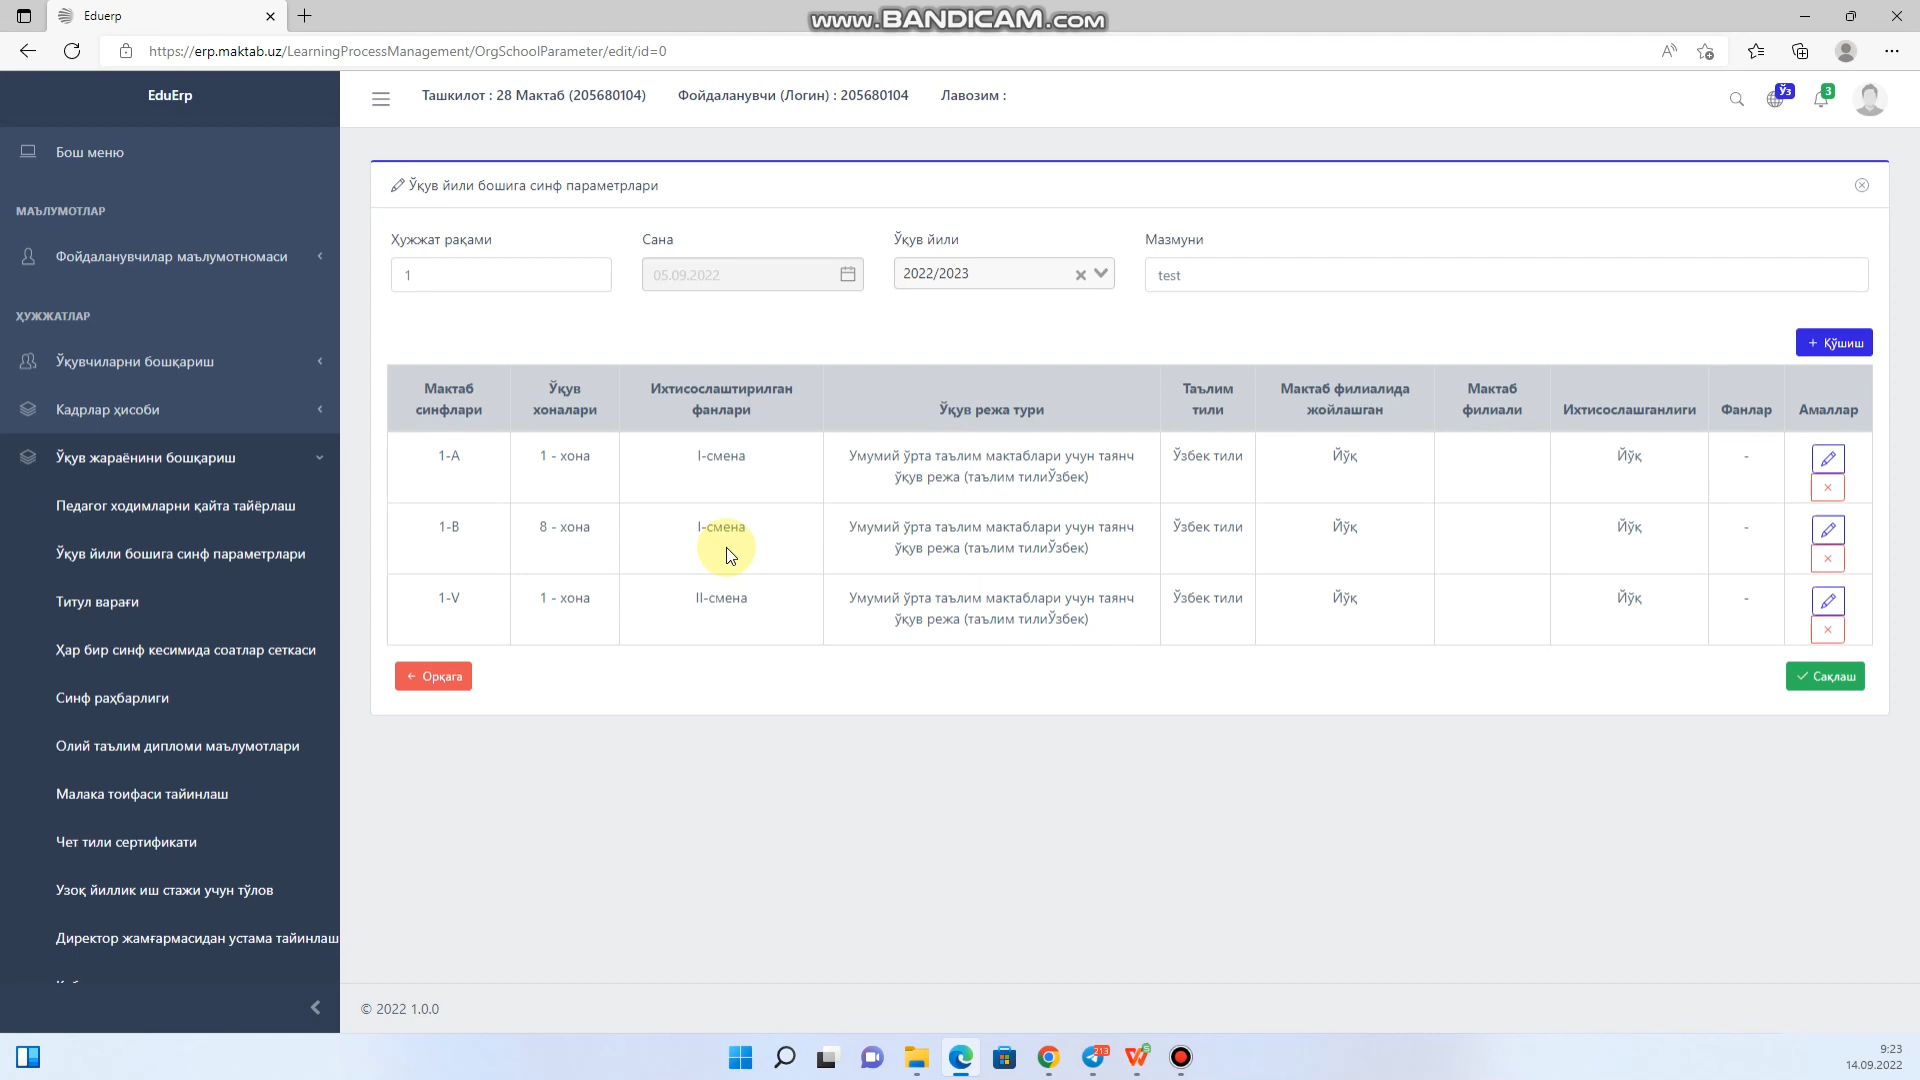 Eduerp
www.BANDICAM.com
https://erp.maktab.uz/LearningProcessManagement/OrgSchoolParameter/edit/id=0
EduErp
Ташкилот : 28 Мактаб (205680104)
Фойдаланувчи (Логин) : 205680104
Лавозим :
Ўз
3
Бош меню
МАЪЛУМОТЛАР
Фойдаланувчилар маълумотномаси
ҲУЖЖАТЛАР
Ўқувчиларни бошқариш
Кадрлар ҳисоби
Ўқув жараёнини бошқариш
Педагог ходимларни қайта тайёрлаш
Ўқув йили бошига синф параметрлари
Титул варағи
Ҳар бир синф кесимида соатлар сеткаси
Синф раҳбарлиги
Олий таълим дипломи маълумотлари
Малака тоифаси тайинлаш
Чет тили сертификати
Узоқ йиллик иш стажи учун тўлов
Директор жамғармасидан устама тайинлаш
Ўқув йили бошига синф параметрлари
Ҳужжат рақами
Сана
Ўқув йили
Мазмуни
1
05.09.2022
2022/2023
test
+ Қўшиш
Мактаб синфлари
Ўқув хоналари
Ихтисослаштирилган фанлари
Ўқув режа тури
Таълим тили
Мактаб филиалида жойлашган
Мактаб филиали
Ихтисослашганлиги
Фанлар
Амаллар
1-A
1 - хона
I-смена
Умумий ўрта таълим мактаблари учун таянч
ўқув режа (таълим тилиЎзбек)
Ўзбек тили
Йўқ
Йўқ
-
1-B
8 - хона
I-смена
Умумий ўрта таълим мактаблари учун таянч
ўқув режа (таълим тилиЎзбек)
Ўзбек тили
Йўқ
Йўқ
-
1-V
1 - хона
II-смена
Умумий ўрта таълим мактаблари учун таянч
ўқув режа (таълим тилиЎзбек)
Ўзбек тили
Йўқ
Йўқ
-
Орқага
Сақлаш
© 2022 1.0.0
213
9:23
14.09.2022